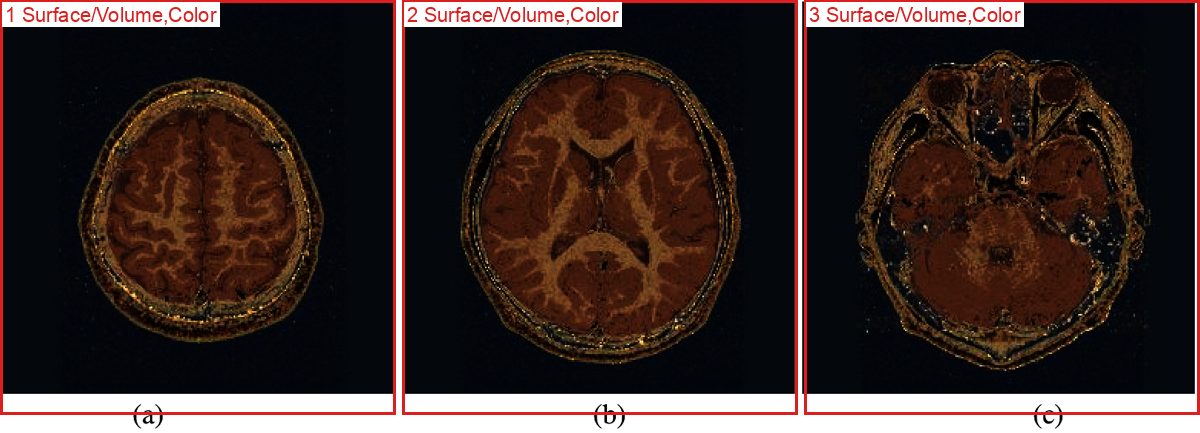 1 Surface/Volume,Color
2 Surface/Volume,Color
3 Surface/Volume,Color
(a)
(b)
(c)